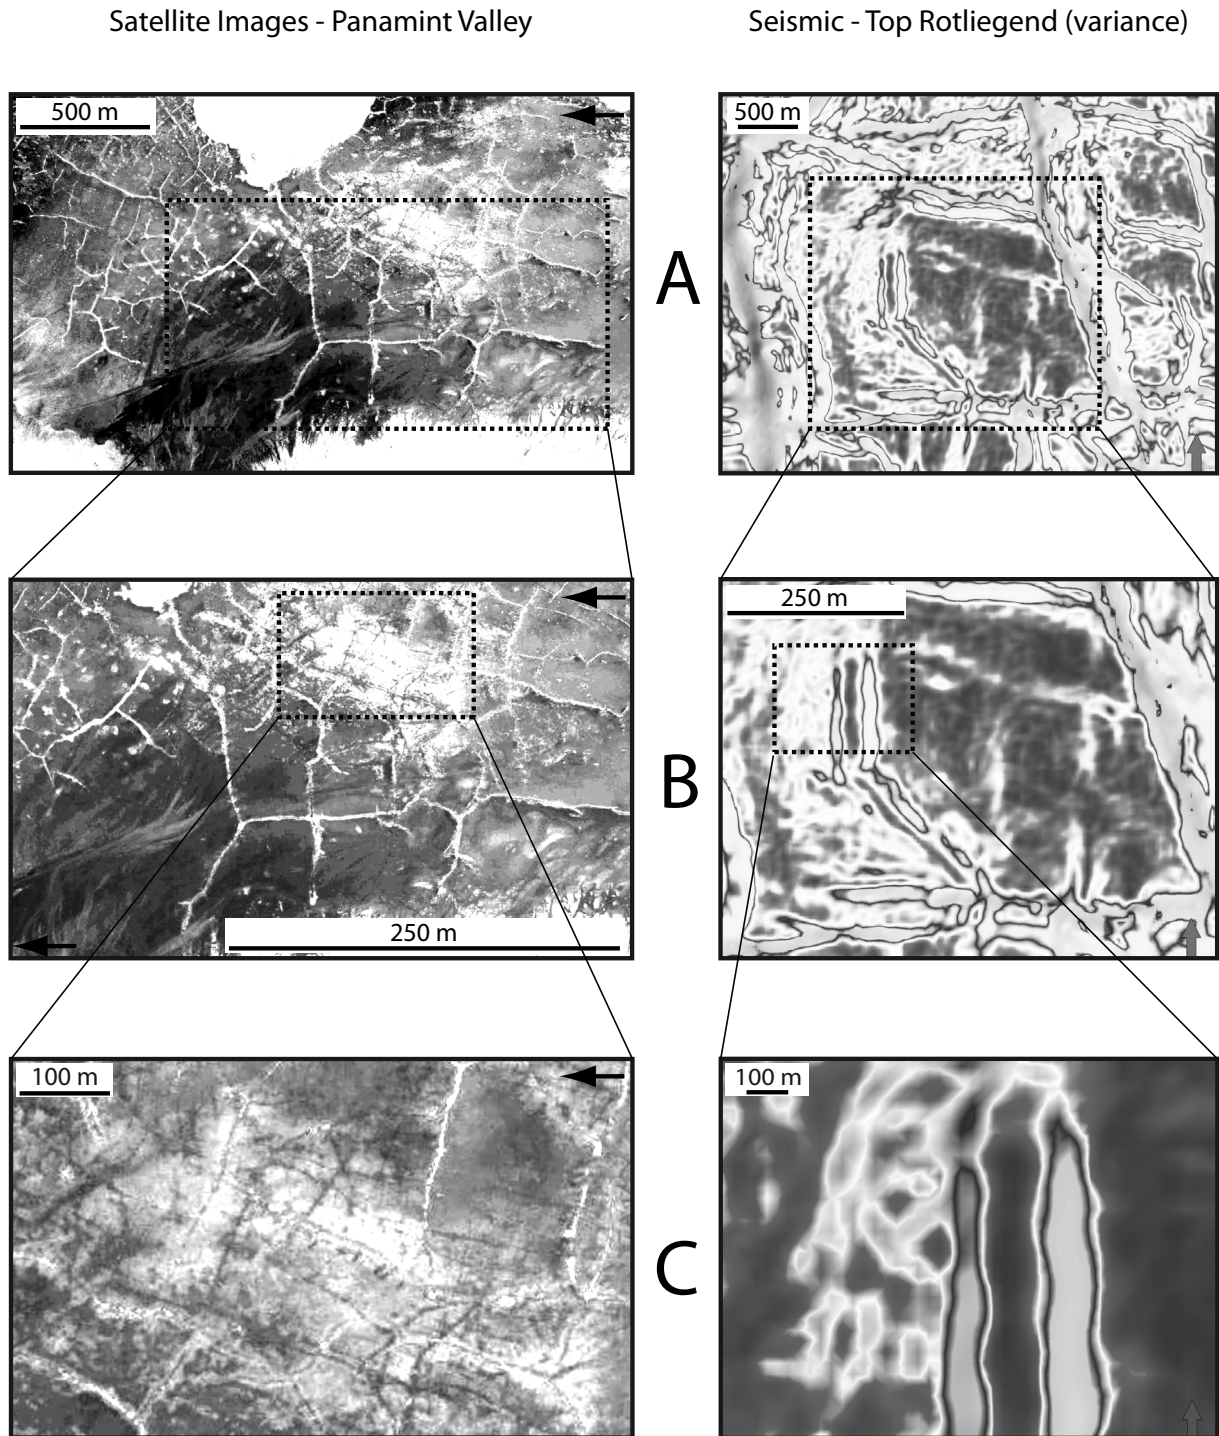 Satellite Images - Panamint Valley
Seismic - Top Rotliegend (variance)
500 m
500 m
A
250 m
250 m
B
100 m
100 m
C